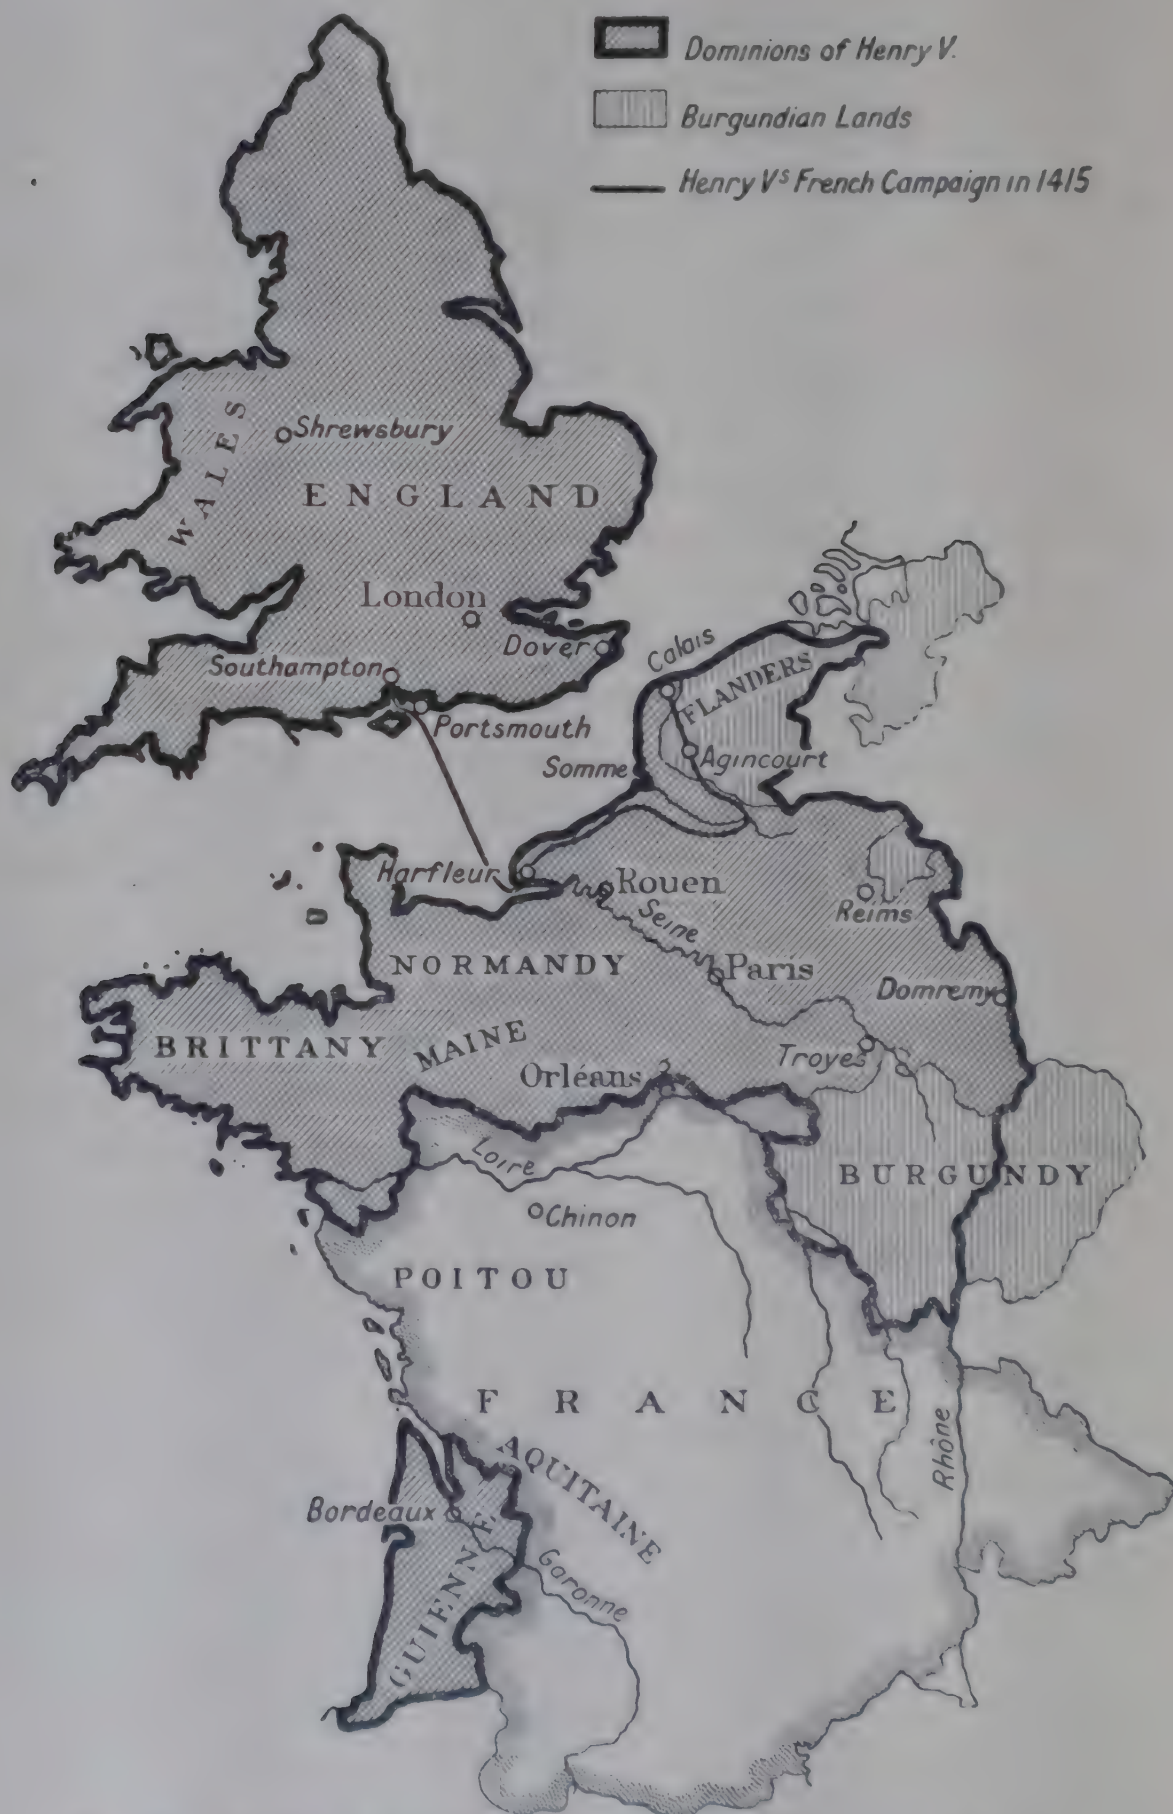 Dominions of Henry V.
Burgundian Lands
Henry Vs French Campaign in 1415
Shrewsbury
WALES
ENGLAND
London
Dover
Southampton
Portsmouth
Calais
FLANDERS
Agincourt
Somme
Harfleur
Rouen
Seine
Reims
NORMANDY
Paris
Domremy
BRITTANY
MAINE
Troyes
Orléans
Loire
BURGUNDY
Chinon
POITOU
FRANCE
AQUITAINE
Rhône
Bordeaux
GUIENNE
Garonne